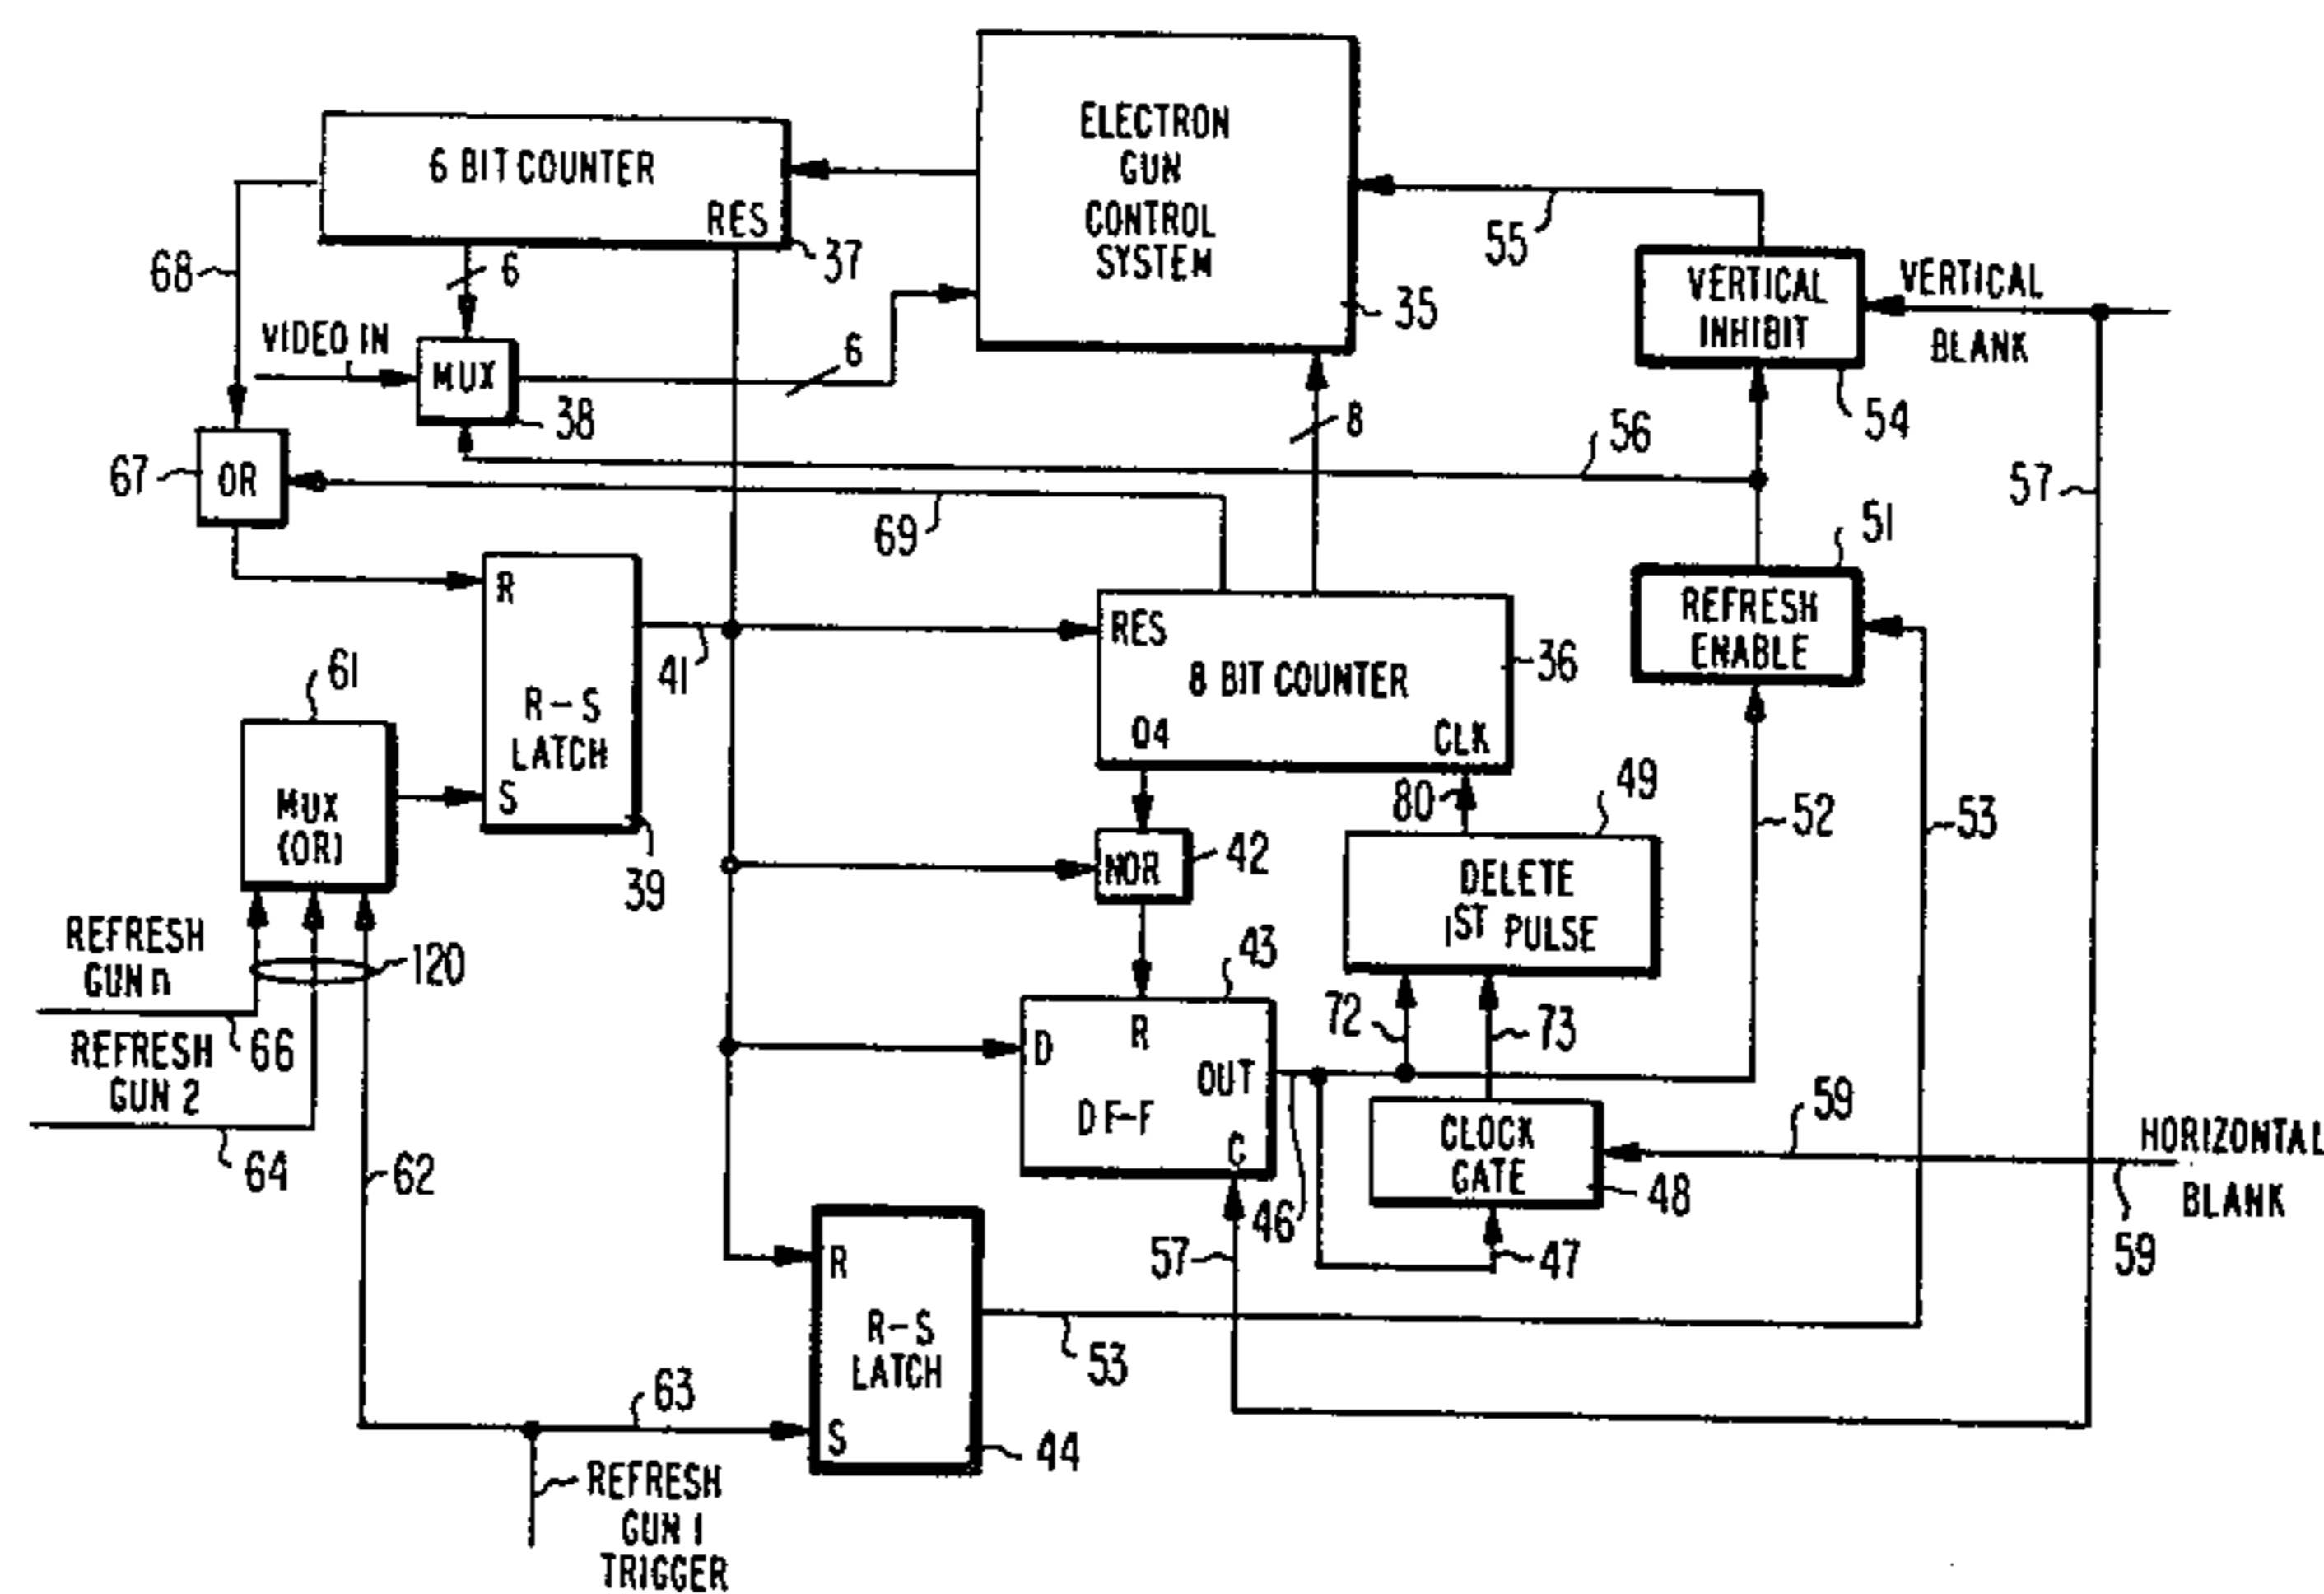 ELECTRON
GUN
CONTROL
SYSTEM
35
6 BIT COUNTER
RES
37
68
6
VIDEO IN
MUX
38
6
8
55
VERTICAL
INHIBIT
54
VERTICAL
BLANK
57
56
67
OR
69
51
REFRESH
ENABLE
R
R-S
LATCH
S
39
41
RES
8 BIT COUNTER
Q4
CLK
36
61
MUX
(OR)
80
49
DELETE
1ST PULSE
52
53
NOR
42
REFRESH
GUN n
66
120
REFRESH
GUN 2
64
62
43
R
D
OUT
D F-F
C
72
73
46
CLOCK
GATE
48
47
59
HORIZONTAL
BLANK
59
57
R
R-S
LATCH
S
44
53
63
REFRESH
GUN 1
TRIGGER